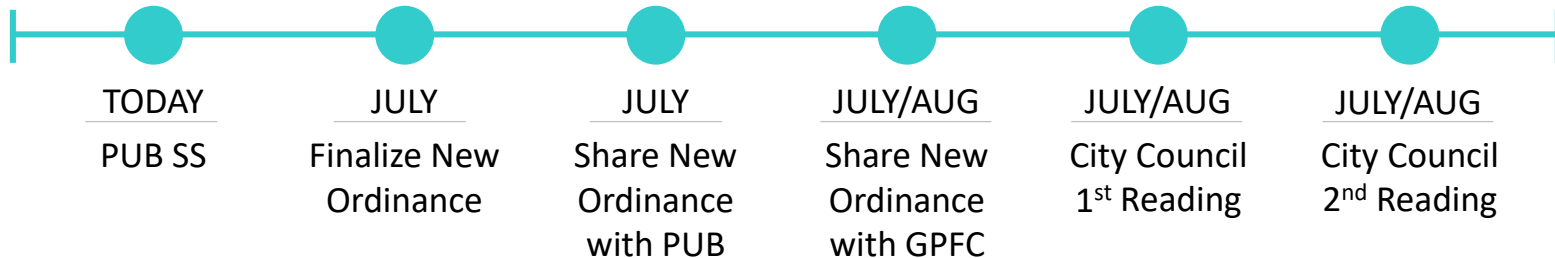 TODAY
PUB SS
JULY
Finalize New
Ordinance
JULY
Share New
Ordinance
with PUB
JULY/AUG
Share New
Ordinance
with GPFC
JULY/AUG
City Council
1st Reading
JULY/AUG
City Council
2nd Reading